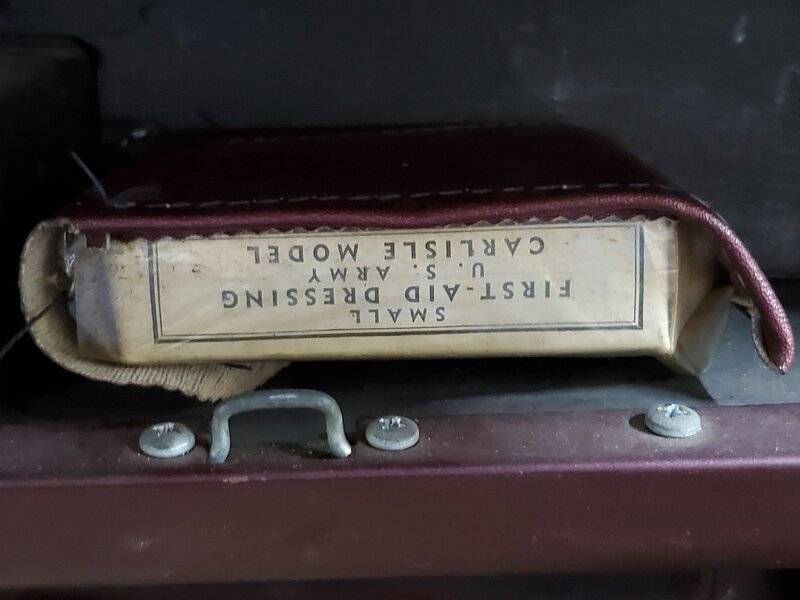 SMALL
FIRST-AID DRESSING
U. S. ARMY
CARLISLE MODEL